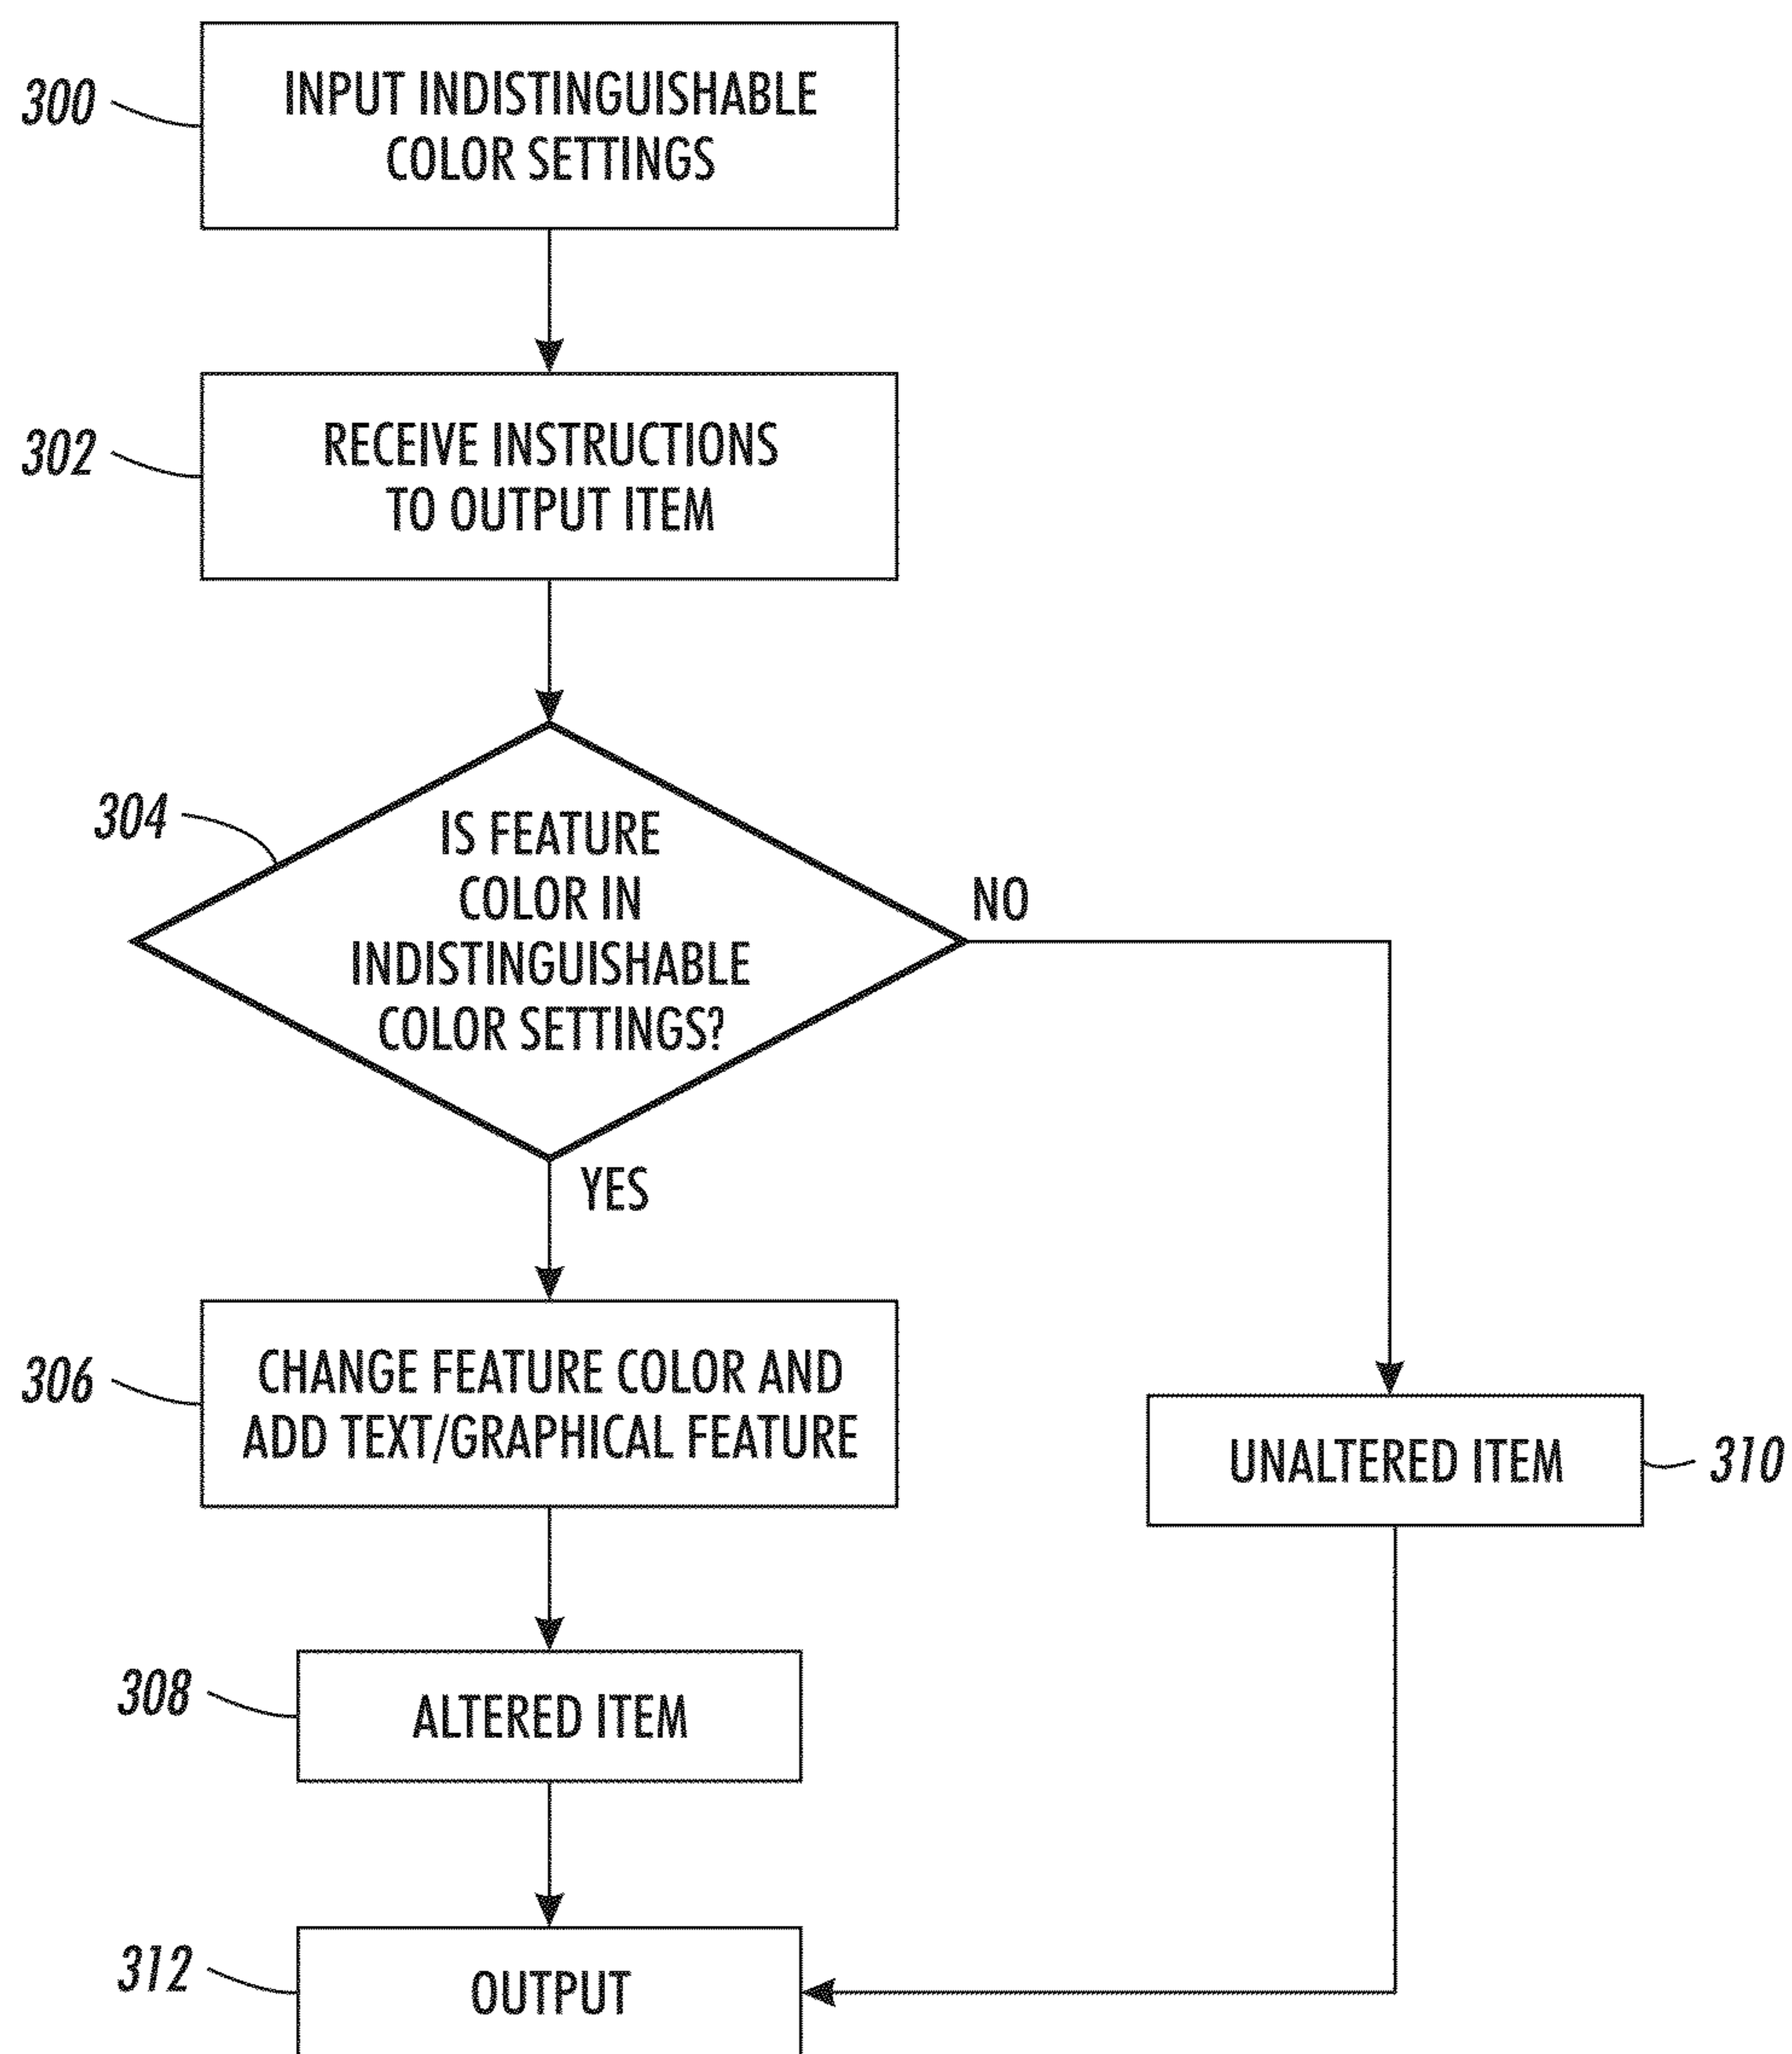 300
INPUT INDISTINGUISHABLE
COLOR SETTINGS
302
RECEIVE INSTRUCTIONS
TO OUTPUT ITEM
304
IS FEATURE
COLOR IN
INDISTINGUISHABLE
COLOR SETTINGS?
NO
YES
306
CHANGE FEATURE COLOR AND
ADD TEXT/GRAPHICAL FEATURE
UNALTERED ITEM
310
308
ALTERED ITEM
312
OUTPUT